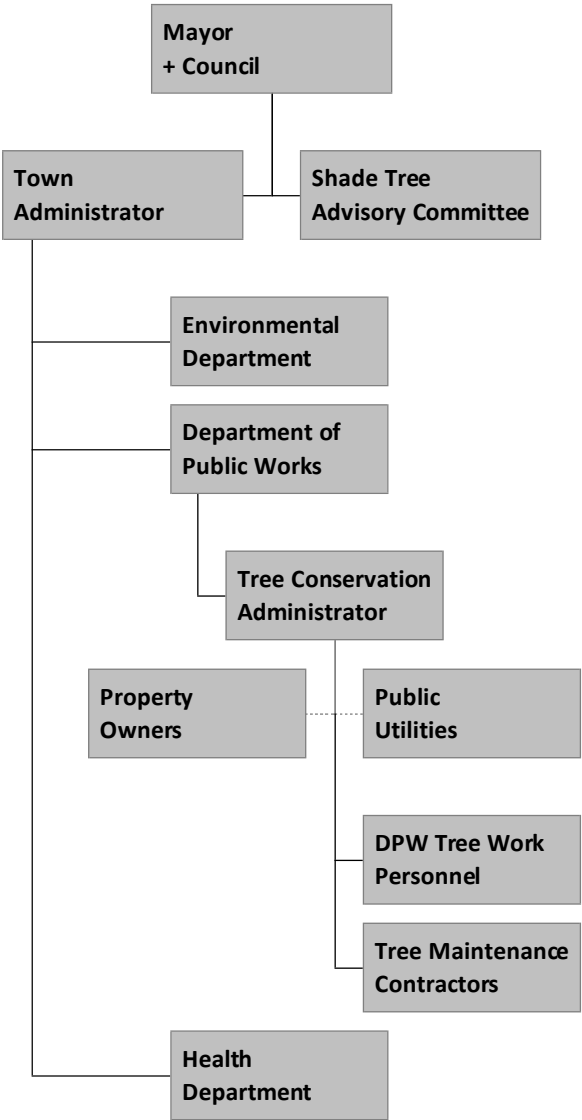 Mayor
+ Council
Town
Administrator
Shade Tree
Advisory Committee
Environmental
Department
Department of
Public Works
Tree Conservation
Administrator
Property
Owners
Public
Utilities
DPW Tree Work
Personnel
Tree Maintenance
Contractors
Health
Department